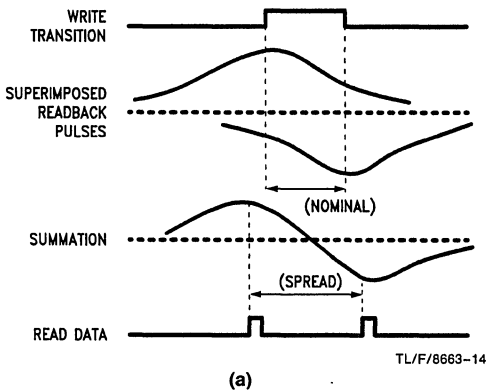 WRITE
TRANSITION
SUPERIMPOSED
READBACK
PULSES
(NOMINAL)
SUMMATION
(SPREAD)
READ DATA
TL/F/8663-14
(a)